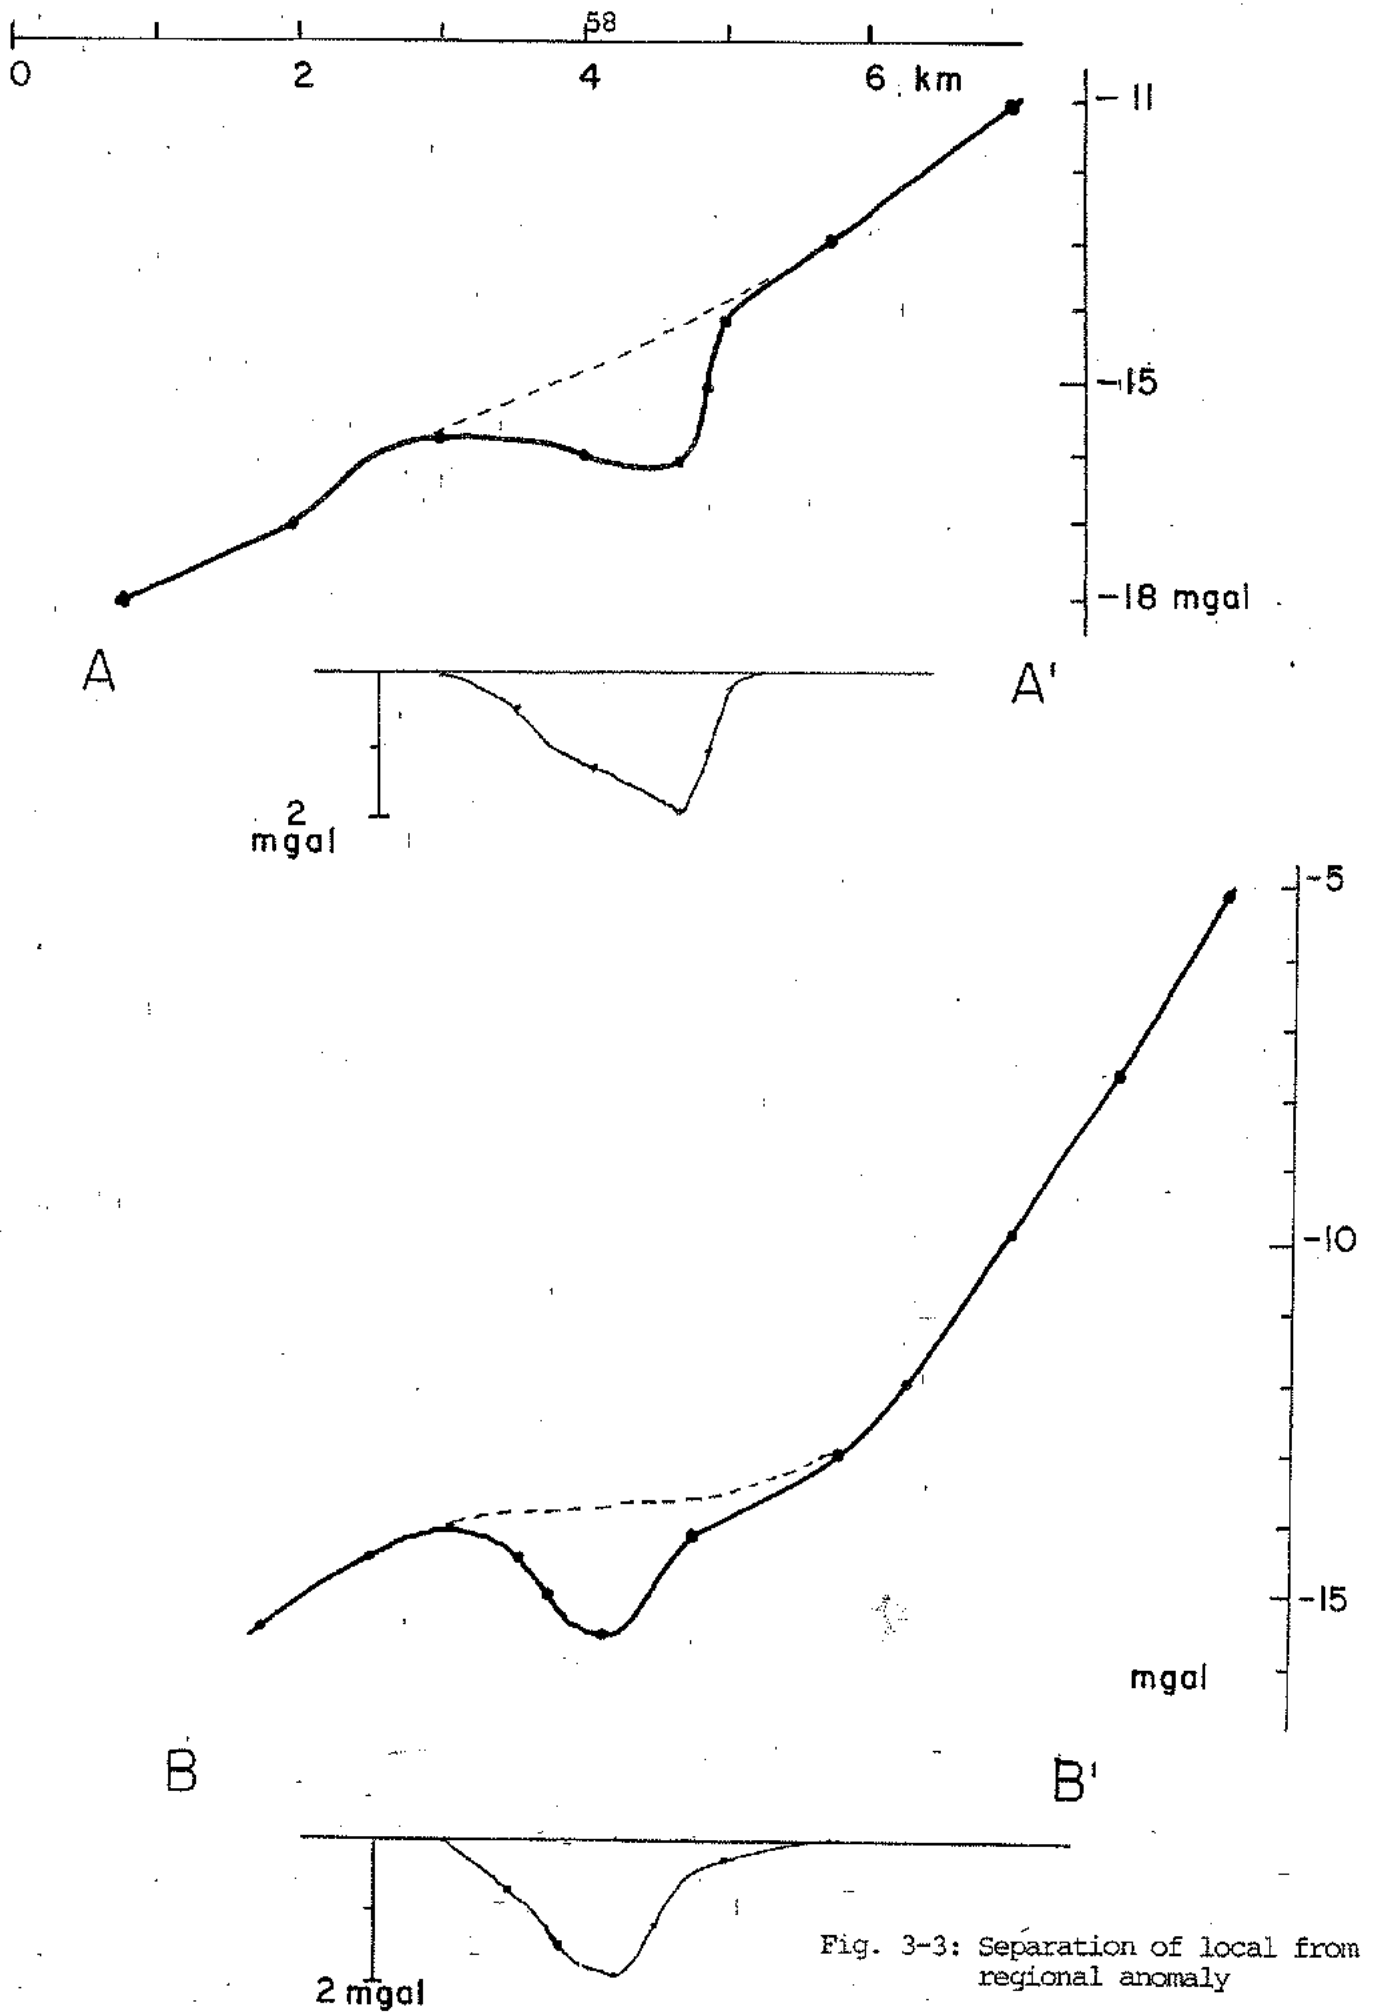 58
0 2 4 6 km
-11
-15
-18 mgal
A A'
2
mgal
-5
-10
-15
mgal
B B'
2 mgal
Fig. 3-3: Separation of local from
regional anomaly